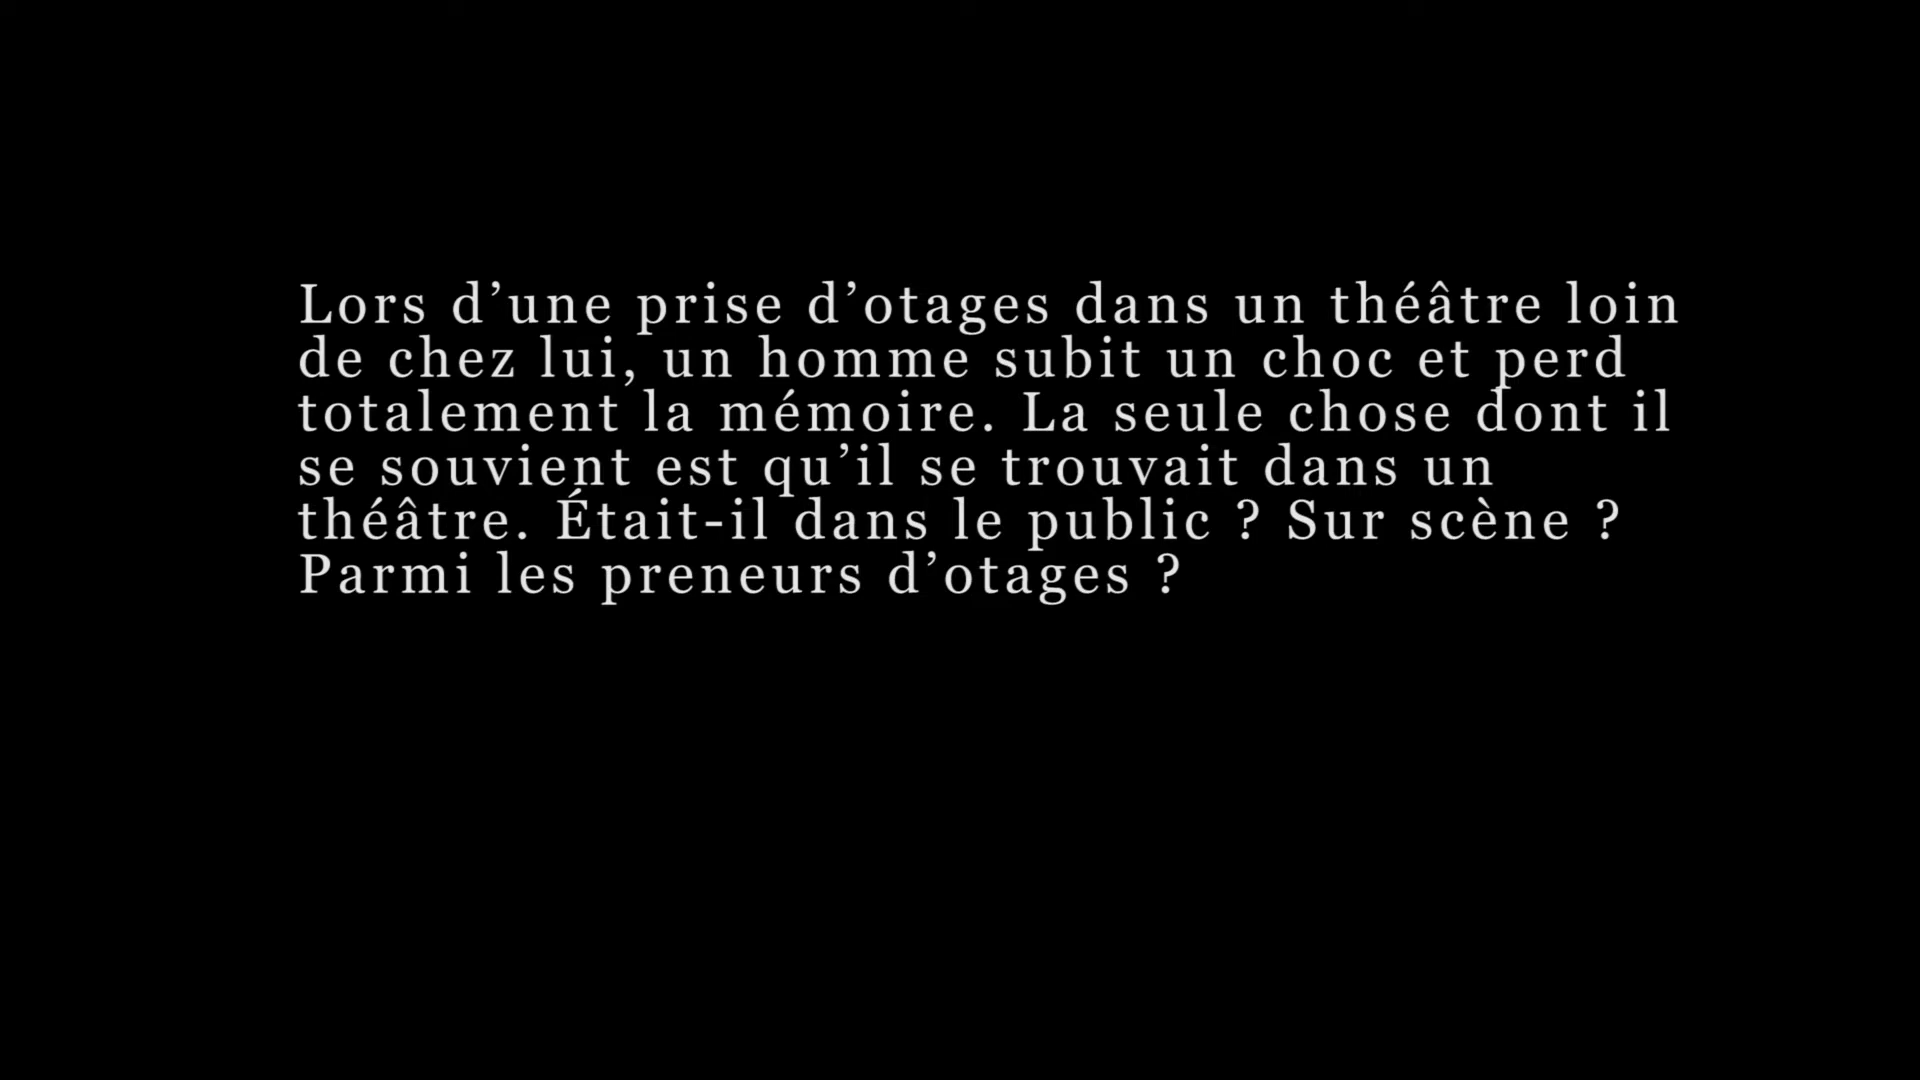 Lors d’une prise d’otages dans un théâtre loin
de chez lui, un homme subit un choc et perd
totalement la mémoire. La seule chose dont il
se souvient est qu’il se trouvait dans un
théâtre. Était-il dans le public ? Sur scène ?
Parmi les preneurs d’otages ?